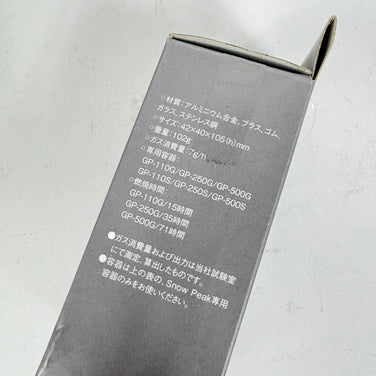 ○材質：アルミニウム合金、ブラス、ゴム、
ガラス、ステンレス鋼
○サイズ：42×40×105(h)mm
○重量：102g
○ガス消費量：7g/h
○専用容器：
GP-110G/GP-250G/GP-500G
GP-110S/GP-250S/GP-500S
○燃焼時間：
GP-110G/15時間
GP-250G/35時間
GP-500G/71時間
●ガス消費量および出力は当社試験室
にて測定、算出したものです。
●容器は上の表の、Snow Peak専用
容器のみをお使いください。